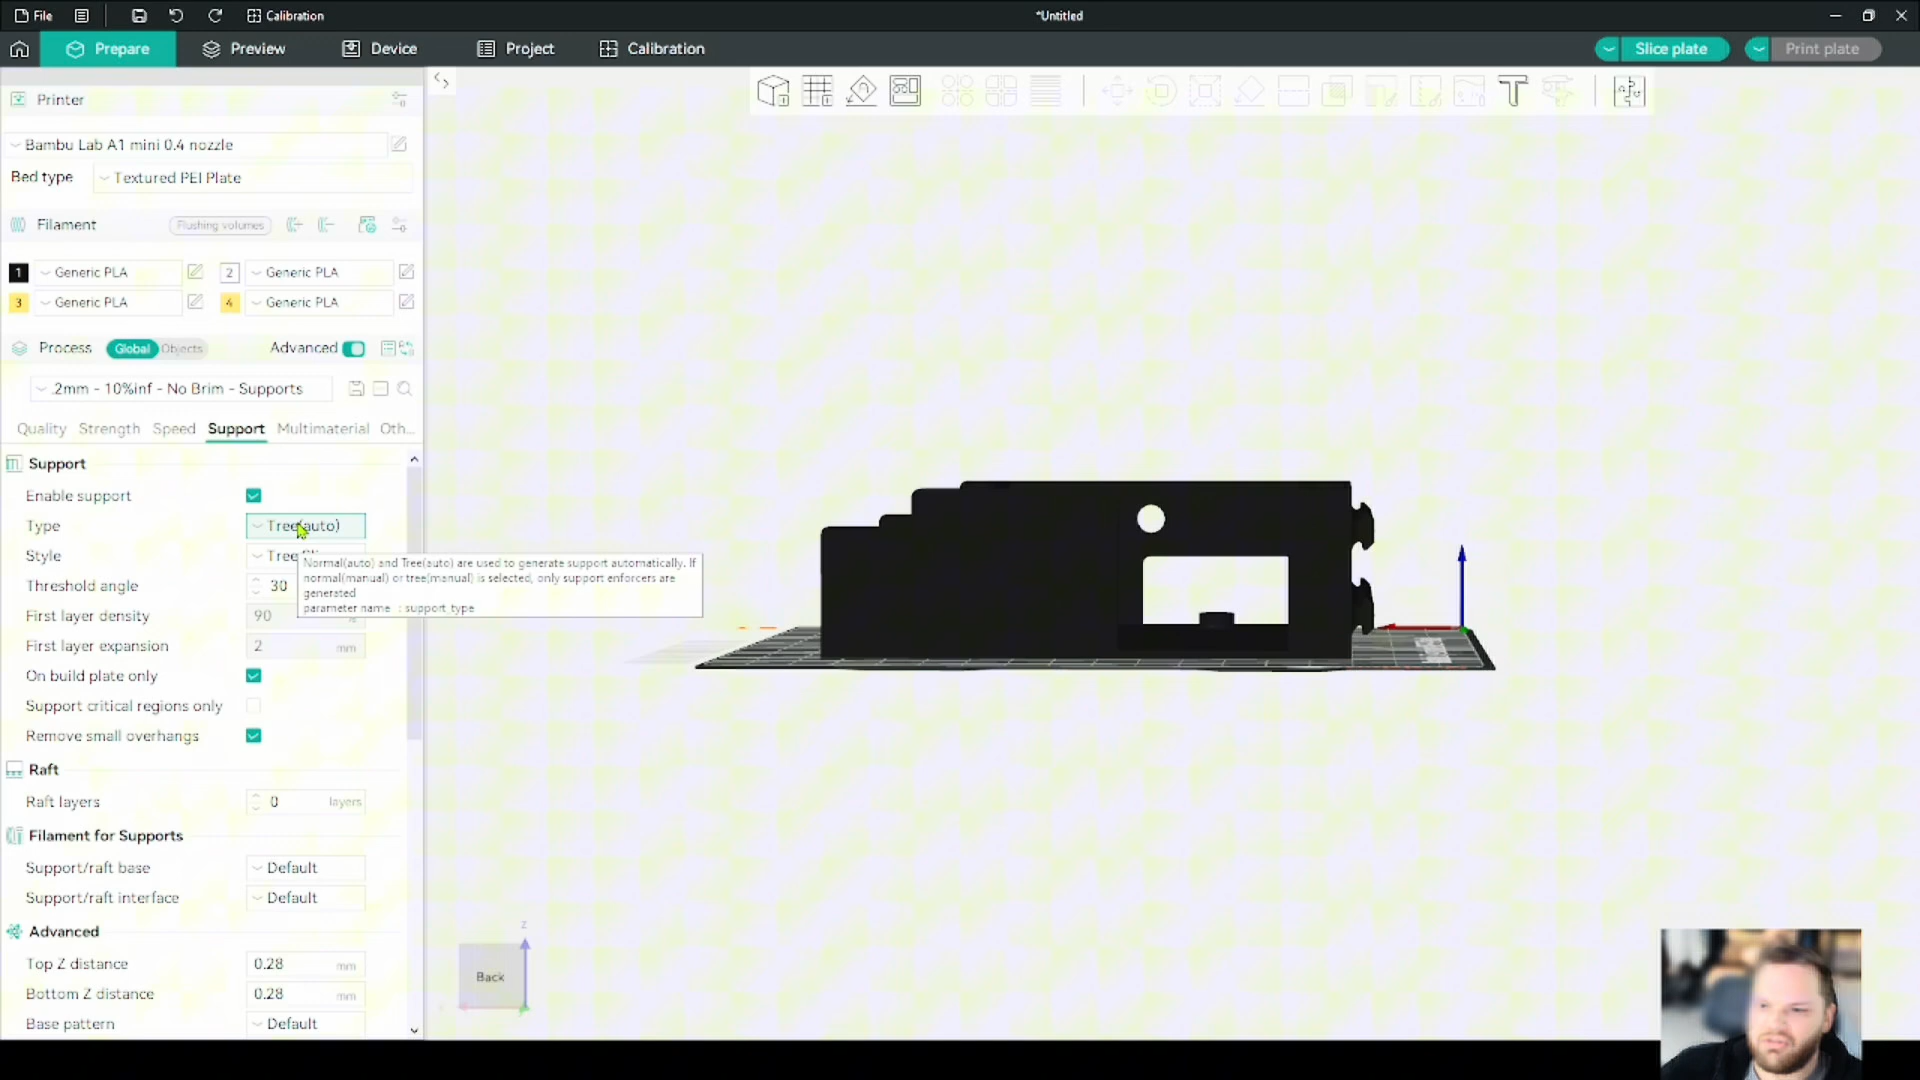 File
Calibration
*Untitled
Prepare
Preview
Device
Project
Calibration
Slice plate
Print plate
Printer
Bambu Lab A1 mini 0.4 nozzle
Bed type
Textured PEI Plate
Filament
Flushing volumes
1 Generic PLA
2 Generic PLA
3 Generic PLA
4 Generic PLA
Process Global Objects Advanced
.2mm - 10%inf - No Brim - Supports
Quality Strength Speed Support Multimaterial Oth...
Support
Enable support
Type Tree(auto)
Style Tree
Normal(auto) and Tree(auto) are used to generate support automatically. If
normal(manual) or tree(manual) is selected, only support enforcers are
generated
parameter name : support_type
Threshold angle 30
First layer density 90 %
First layer expansion 2 mm
On build plate only
Support critical regions only
Remove small overhangs
Raft
Raft layers 0 layers
Filament for Supports
Support/raft base Default
Support/raft interface Default
Advanced
Top Z distance 0.28 mm
Bottom Z distance 0.28 mm
Base pattern Default
Z
Back